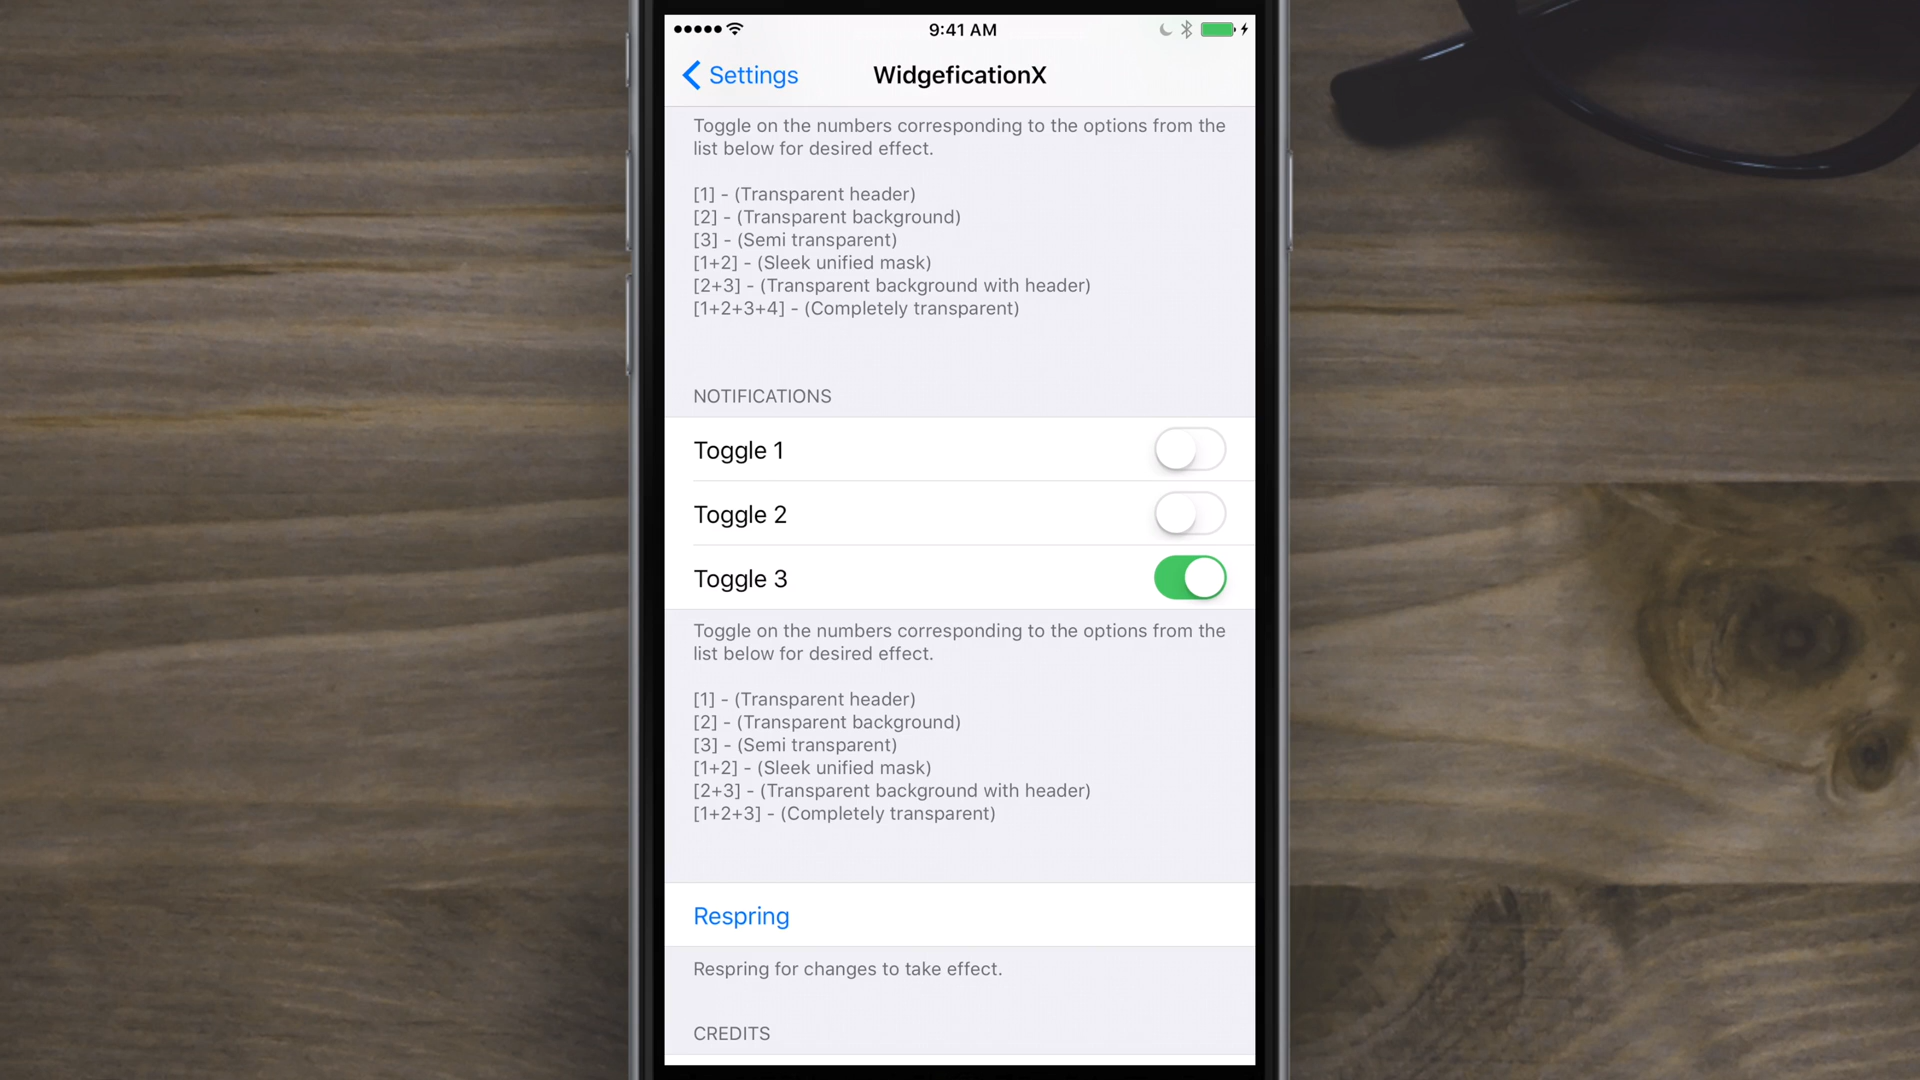 9:41 AM
Settings
WidgeficationX
Toggle on the numbers corresponding to the options from the
list below for desired effect.
[1] - (Transparent header)
[2] - (Transparent background)
[3] - (Semi transparent)
[1+2] - (Sleek unified mask)
[2+3] - (Transparent background with header)
[1+2+3+4] - (Completely transparent)
NOTIFICATIONS
Toggle 1
Toggle 2
Toggle 3
Toggle on the numbers corresponding to the options from the
list below for desired effect.
[1] - (Transparent header)
[2] - (Transparent background)
[3] - (Semi transparent)
[1+2] - (Sleek unified mask)
[2+3] - (Transparent background with header)
[1+2+3] - (Completely transparent)
Respring
Respring for changes to take effect.
CREDITS